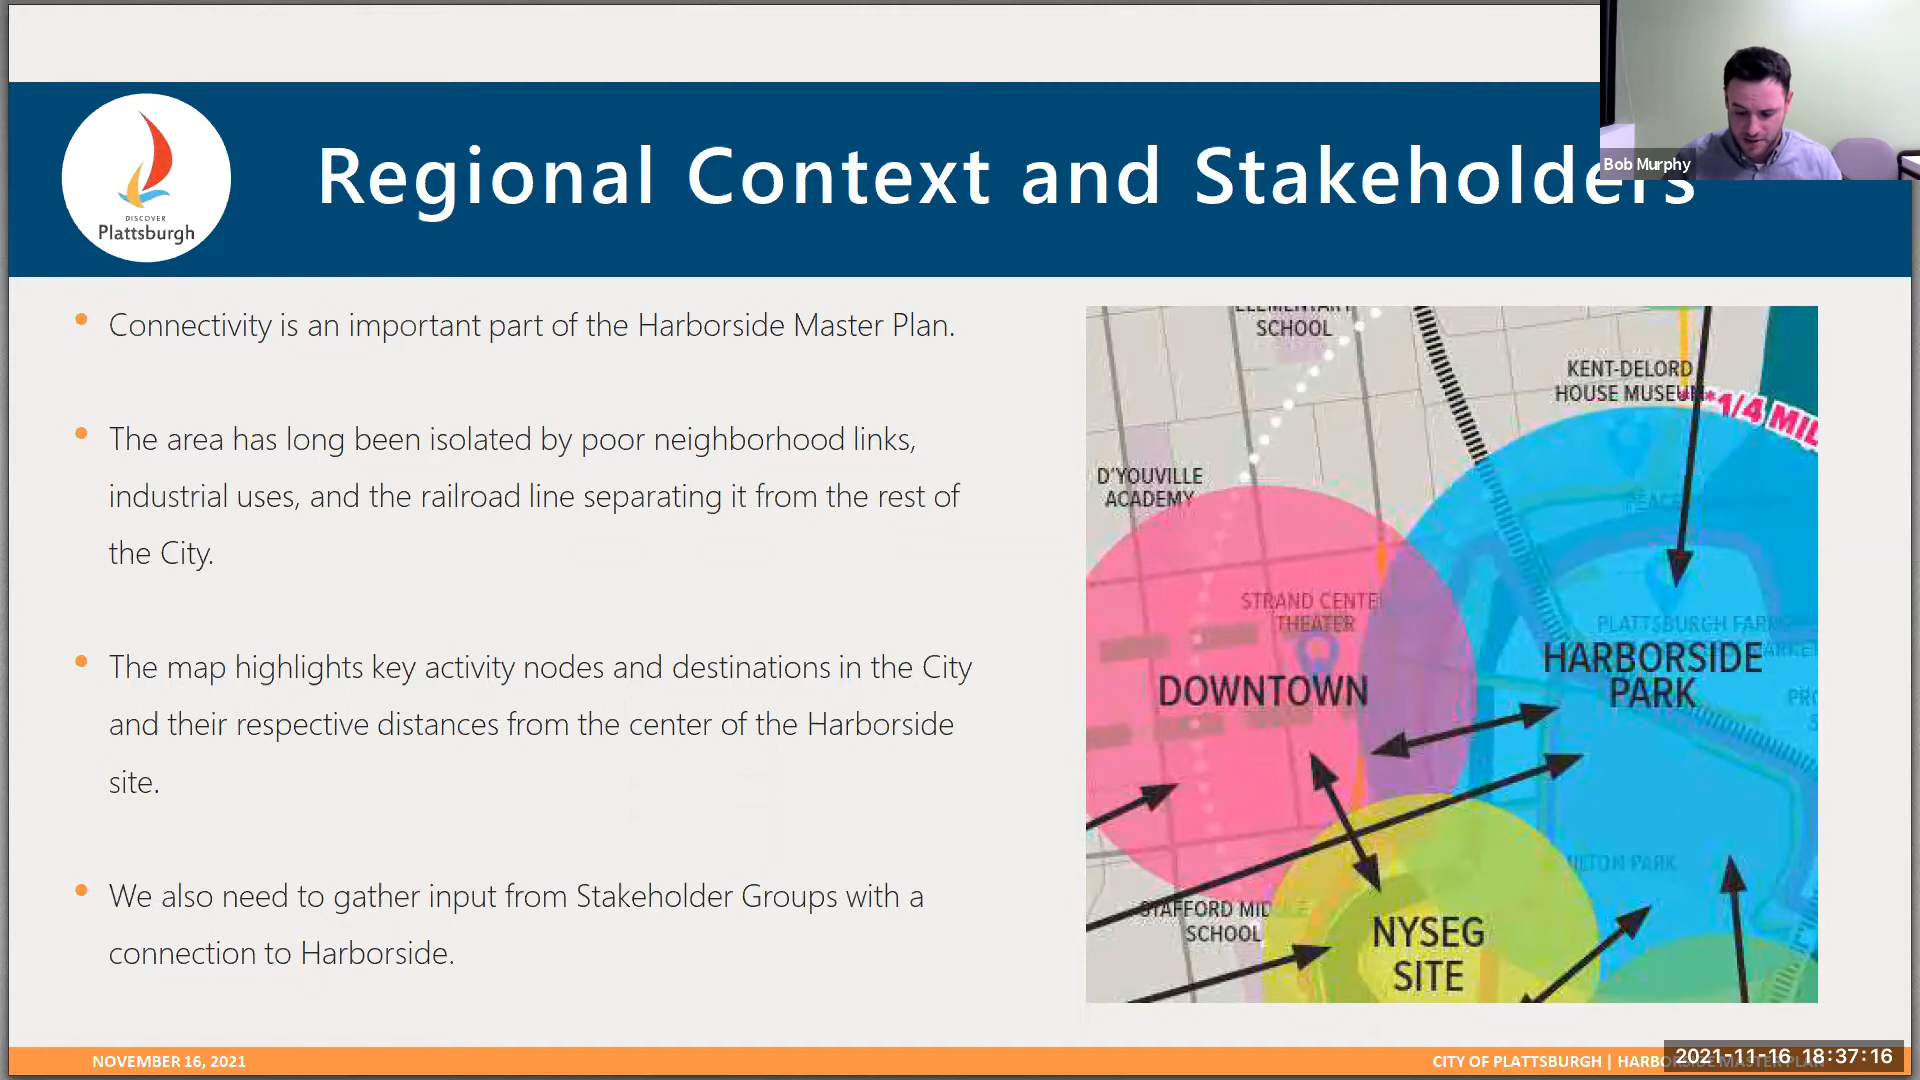 Regional Context and Stakeholders
Bob Murphy
DISCOVER
Plattsburgh
Connectivity is an important part of the Harborside Master Plan.
The area has long been isolated by poor neighborhood links,
industrial uses, and the railroad line separating it from the rest of
the City.
The map highlights key activity nodes and destinations in the City
and their respective distances from the center of the Harborside
site.
We also need to gather input from Stakeholder Groups with a
connection to Harborside.
ELEMENTARY
SCHOOL
KENT-DELORD
HOUSE MUSEUM
1/4 MIL
D'YOUVILLE
ACADEMY
STRAND CENTE
THEATER
PLATTSBURGH FARM
HARBORSIDE
PARK
DOWNTOWN
STAFFORD MIDDLE
SCHOOL
NYSEG
SITE
NOVEMBER 16, 2021
CITY OF PLATTSBURGH | HARBORSIDE MASTER PLAN
2021-11-16 18:37:16